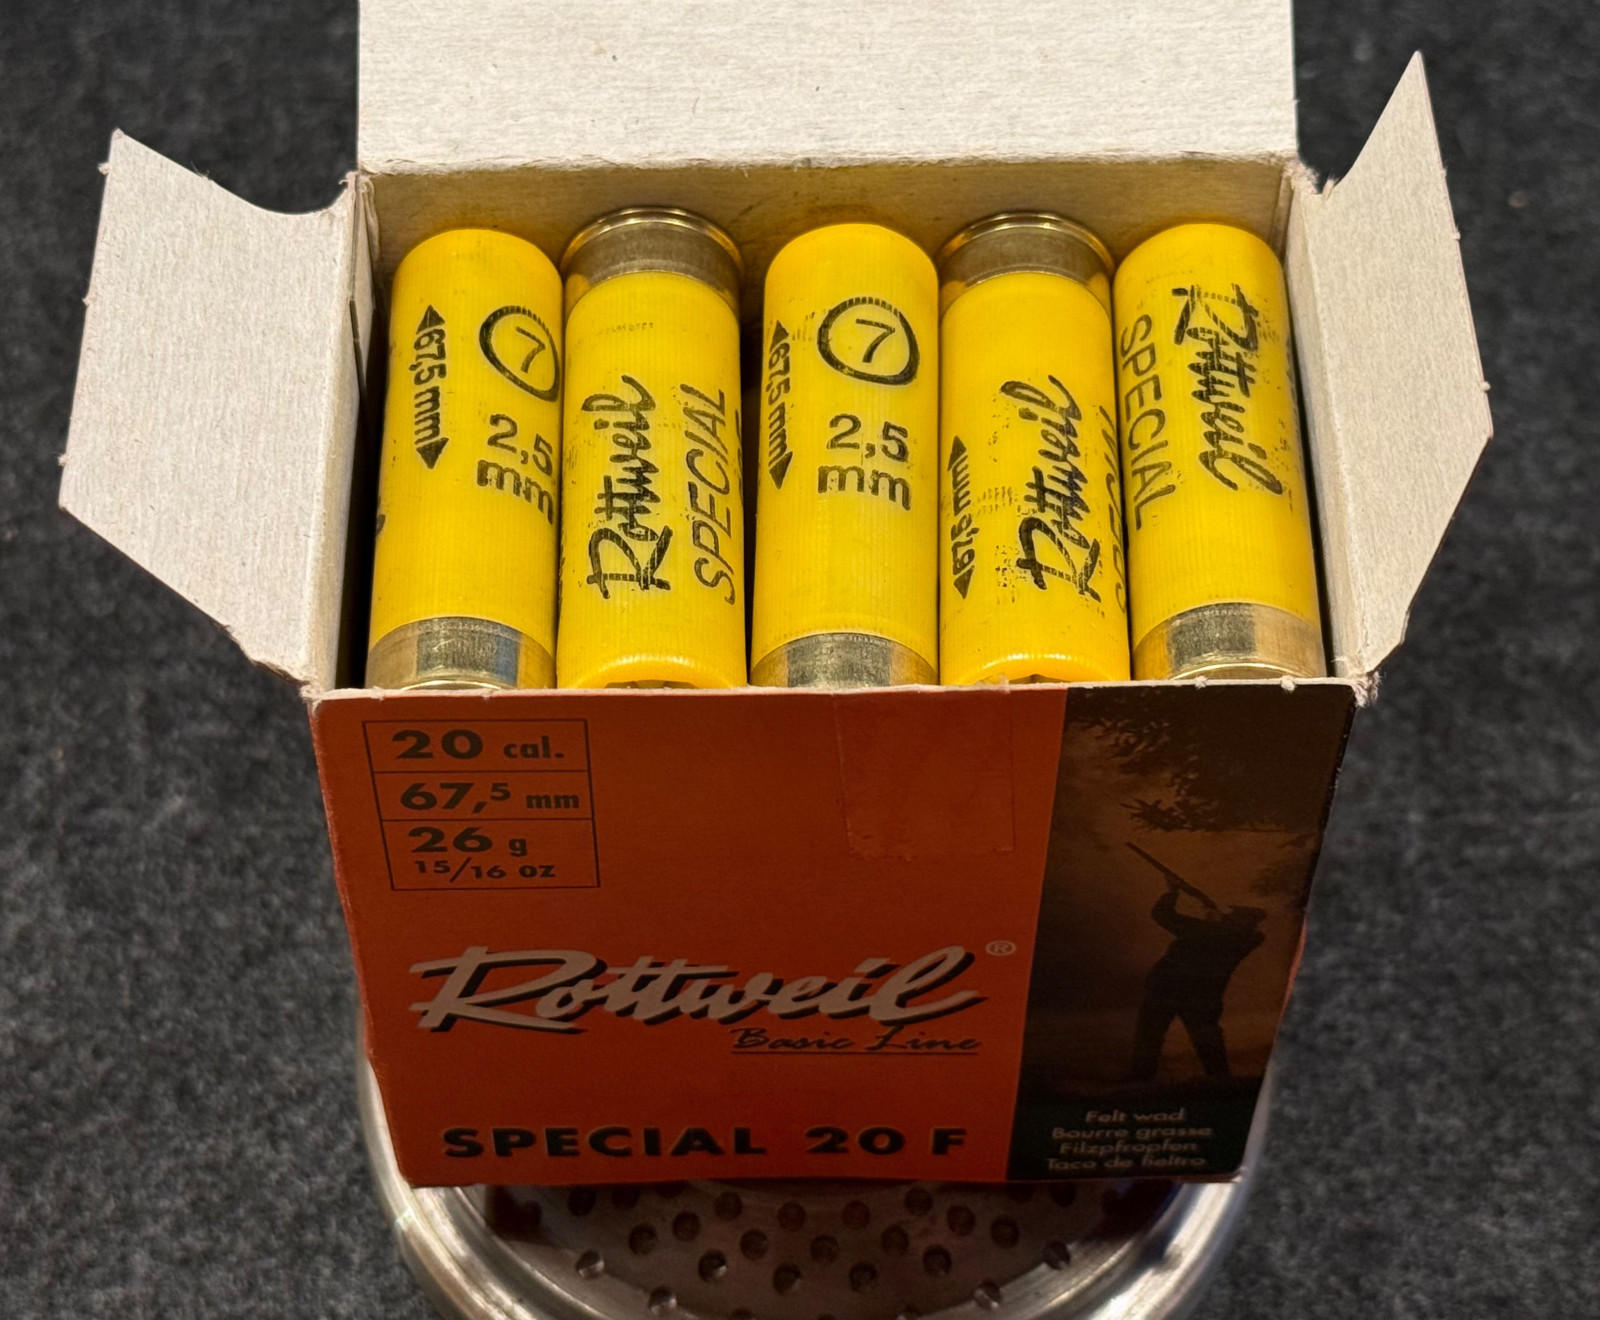 67,5 mm
7
2,5
mm
Rottweil
SPECIAL
67,5 mm
7
2,5
mm
67,5 mm
Rottweil
SPECIAL
Rottweil
SPECIAL
20 cal.
67,5 mm
26 g
15/16 oz
Rottweil®
Basic Line
SPECIAL 20 F
Felt wad
Bourre grasse
Filzpfropfen
Taco de fieltro